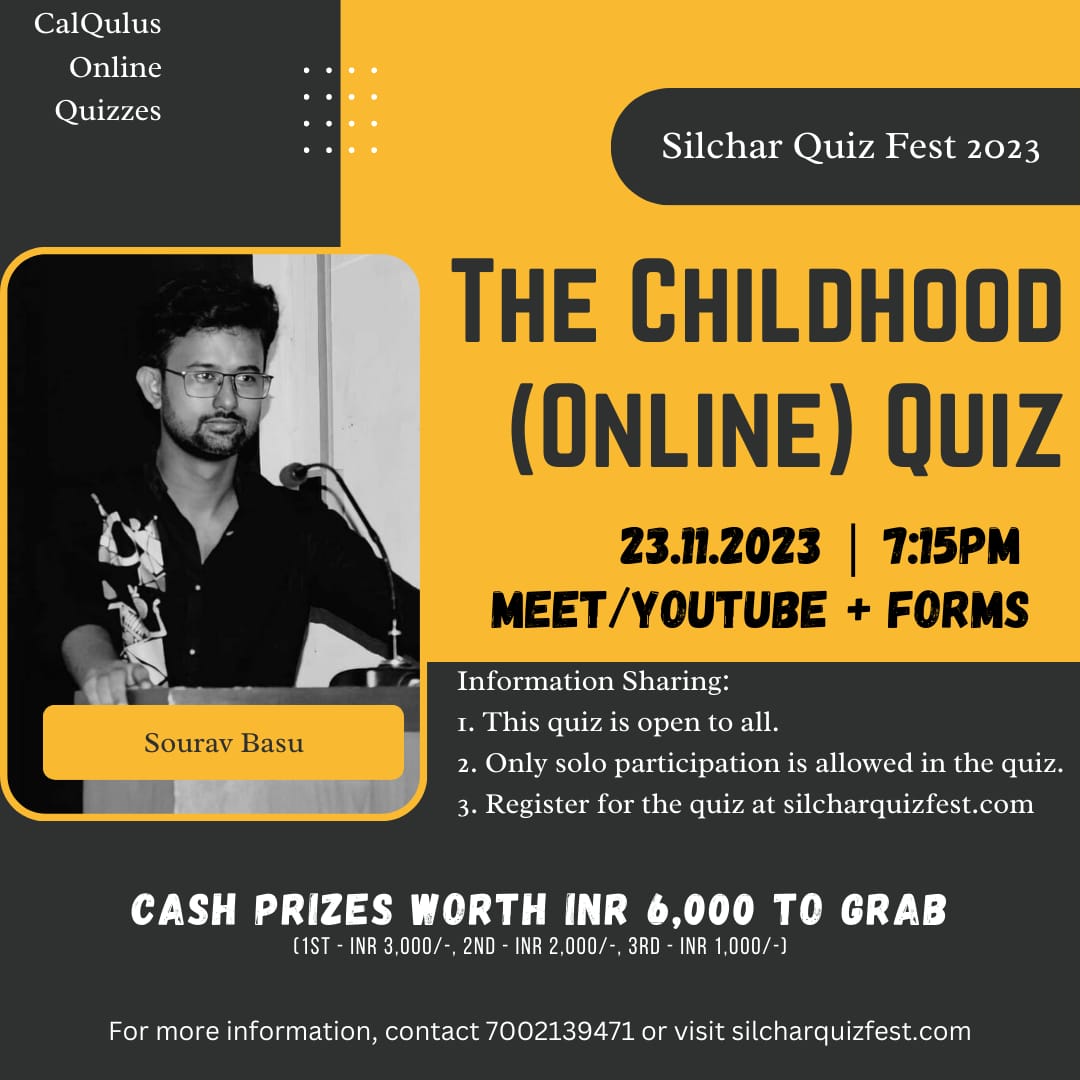 CalQulus
Online
Quizzes
Silchar Quiz Fest 2023
The Childhood
(Online) Quiz
23.11.2023 | 7:15PM
MEET/YOUTUBE + FORMS
Sourav Basu
Information Sharing:
1. This quiz is open to all.
2. Only solo participation is allowed in the quiz.
3. Register for the quiz at silcharquizfest.com
CASH PRIZES WORTH INR 6,000 TO GRAB
(1ST - INR 3,000/-, 2ND - INR 2,000/-, 3RD - INR 1,000/-)
For more information, contact 7002139471 or visit silcharquizfest.com